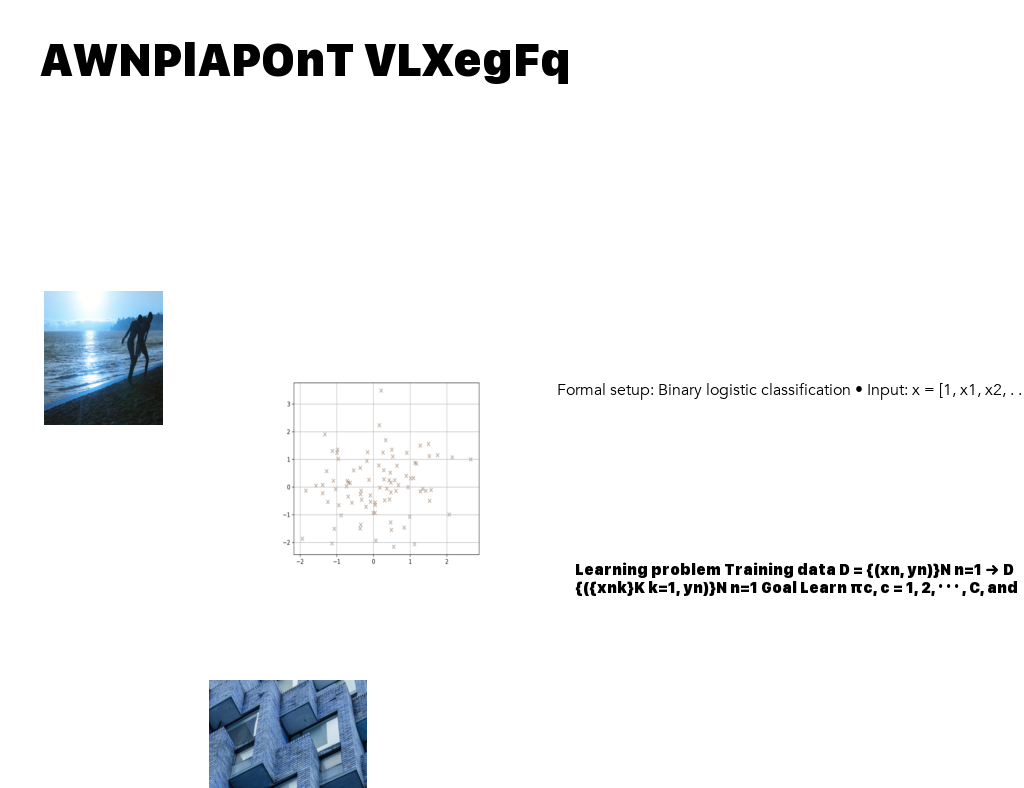 AWNPlAPOnT VLXegFq
3
2
1
0
−1
−2
−2 −1 0 1 2
Formal setup: Binary logistic classification • Input: x = [1, x1, x2, . .
Learning problem Training data D = {(xn, yn)}N n=1 → D
{({xnk}K k=1, yn)}N n=1 Goal Learn πc, c = 1, 2, · · · , C, and